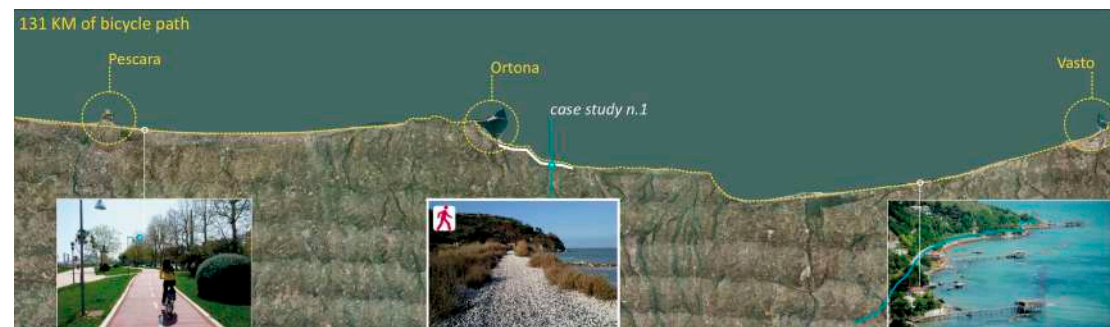 131 KM of bicycle path
Pescara
Ortona
Vasto
case study n.1